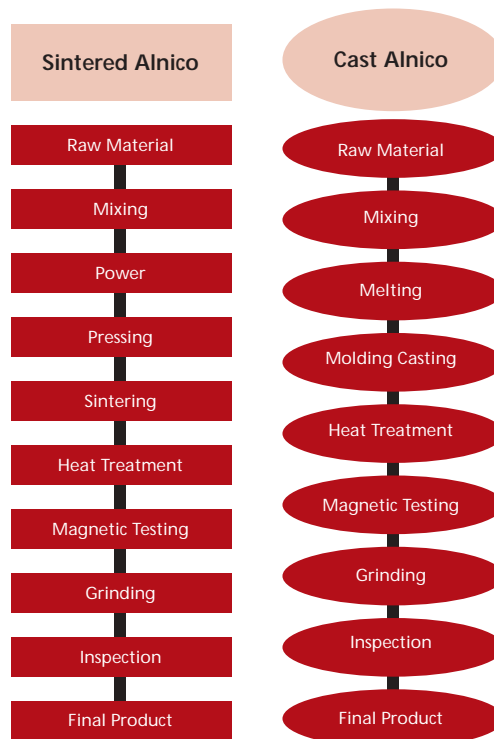 Sintered Alnico
Raw Material
Mixing
Power
Pressing
Sintering
Heat Treatment
Magnetic Testing
Grinding
Inspection
Final Product
Cast Alnico
Raw Material
Mixing
Melting
Molding Casting
Heat Treatment
Magnetic Testing
Grinding
Inspection
Final Product